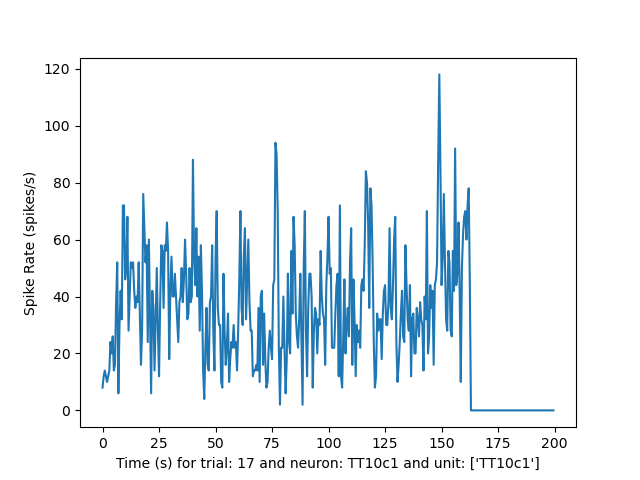 120
100
80
60
40
20
0
Spike Rate (spikes/s)
0 25 50 75 100 125 150 175 200
Time (s) for trial: 17 and neuron: TT10c1 and unit: ['TT10c1']